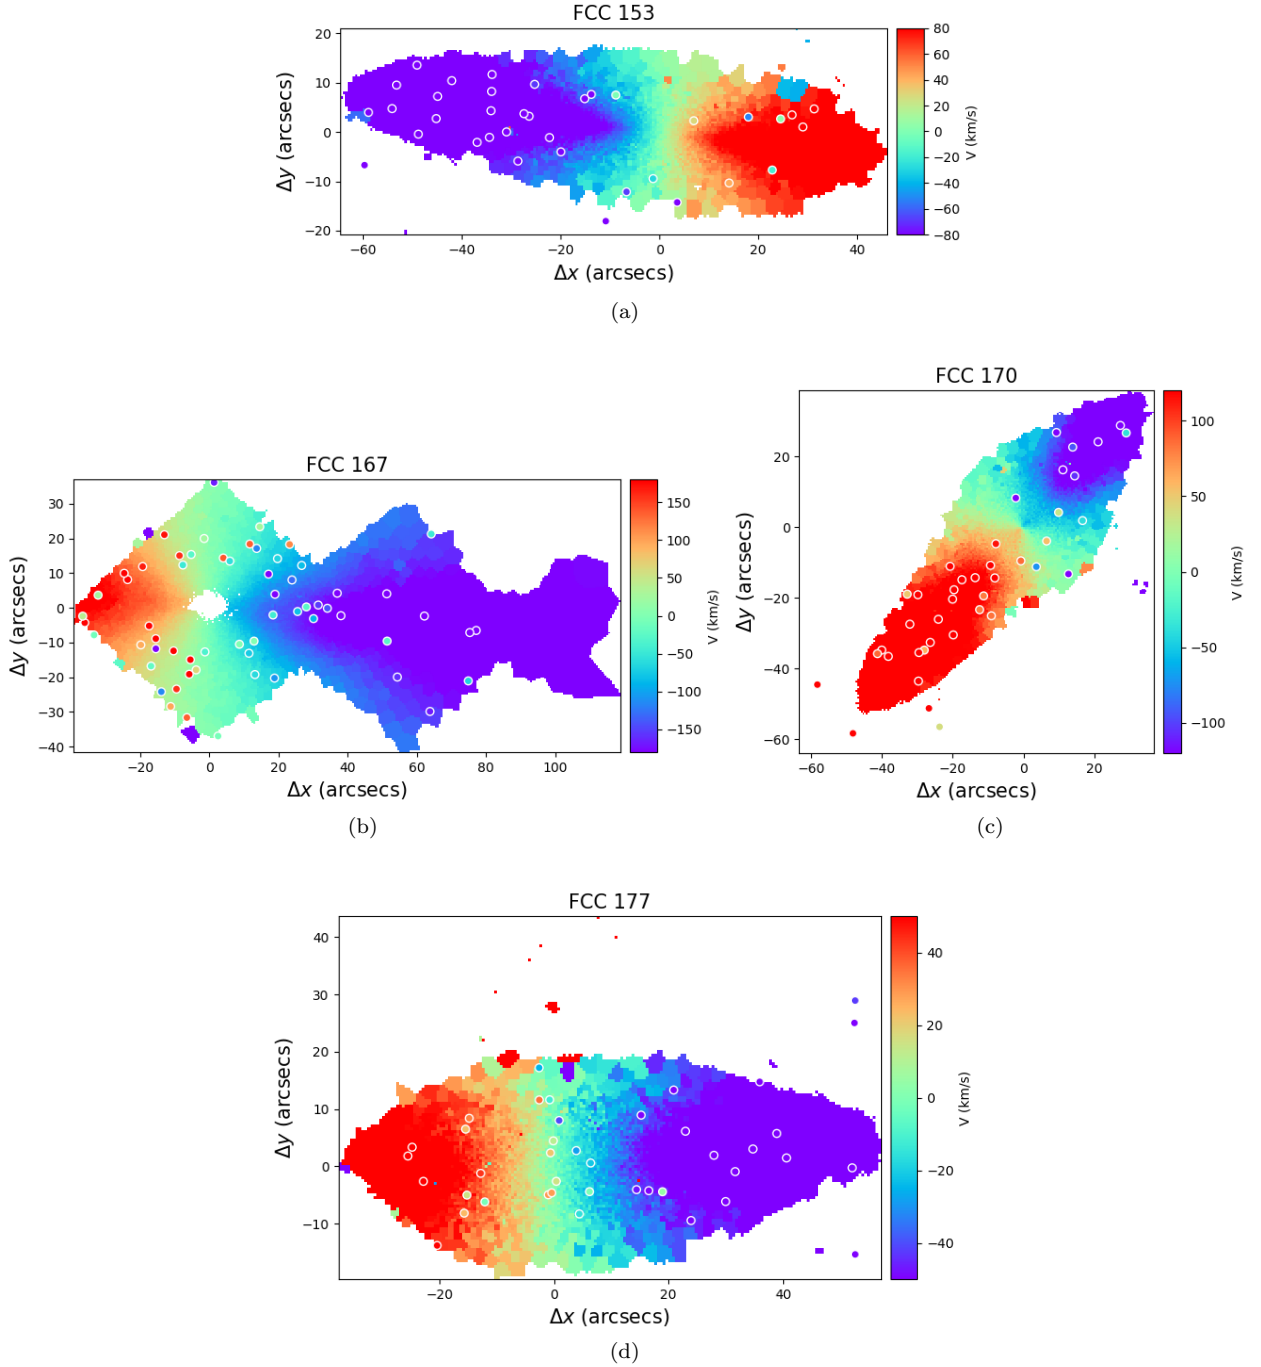 FCC 153
20
10
0
−10
−20
Δy (arcsecs)
−60 −40 −20 0 20 40
Δx (arcsecs)
80
60
40
20
0
−20
−40
−60
−80
V (km/s)
(a)
FCC 167
30
20
10
0
−10
−20
−30
−40
Δy (arcsecs)
−20 0 20 40 60 80 100
Δx (arcsecs)
150
100
50
0
−50
−100
−150
V (km/s)
(b)
FCC 170
20
0
−20
−40
−60
Δy (arcsecs)
−60 −40 −20 0 20
Δx (arcsecs)
100
50
0
−50
−100
V (km/s)
(c)
FCC 177
40
30
20
10
0
−10
Δy (arcsecs)
−20 0 20 40
Δx (arcsecs)
40
20
0
−20
−40
V (km/s)
(d)